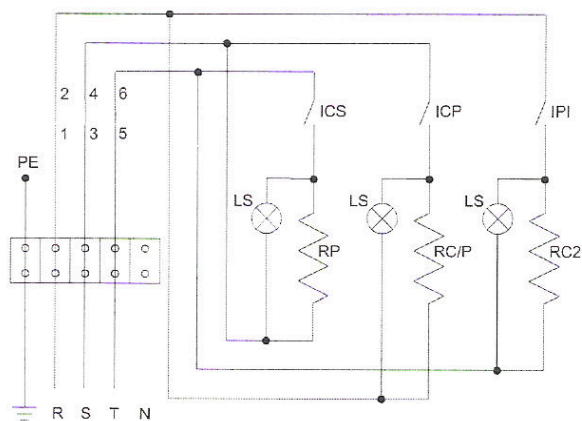 2 4 6
ICS ICP IPI
1 3 5
PE
LS LS LS
RP RC/P RC2
R S T N